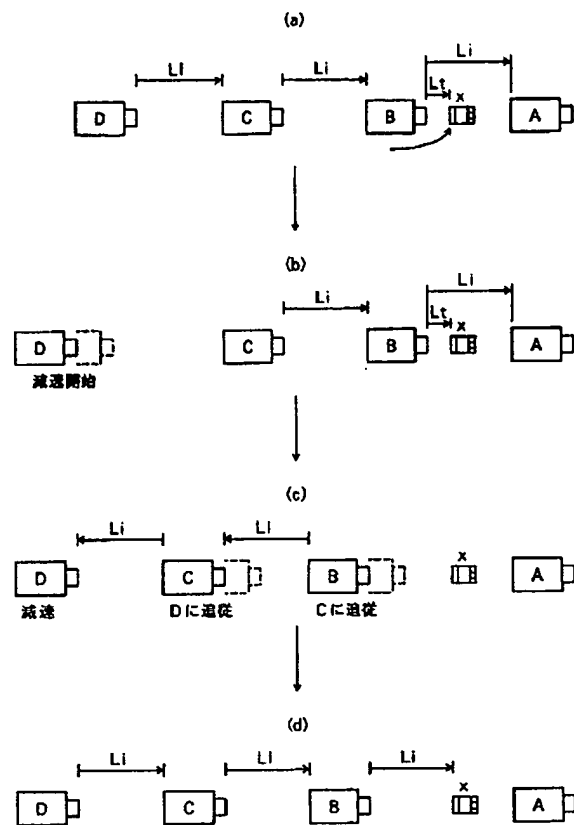 (a)
Li Li Li
Lt x
D C B A
(b)
Li Li
Lt x
D C B A
減速開始
(c)
Li Li
x
D C B A
減速 Dに追従 Cに追従
(d)
Li Li Li
x
D C B A